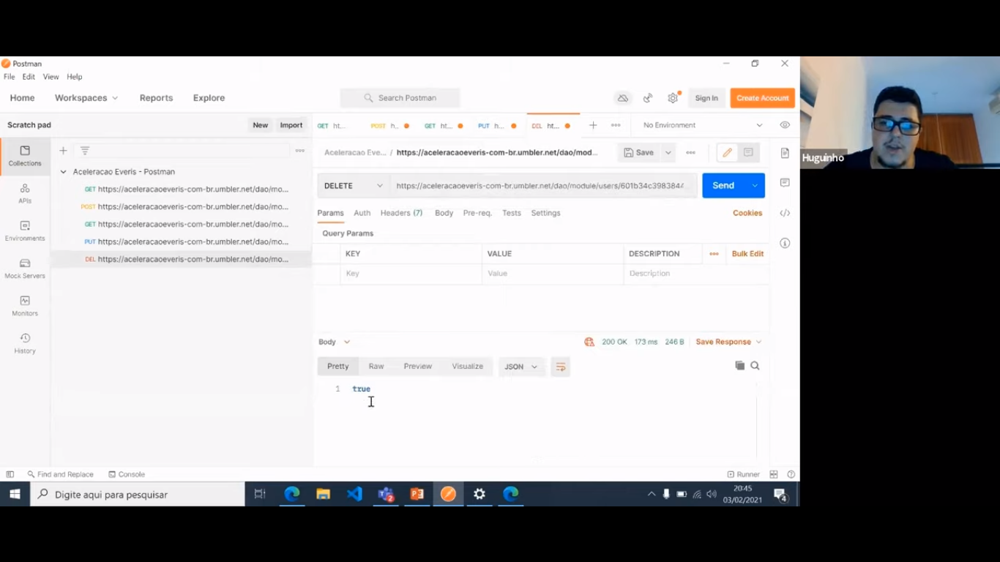 Postman
File Edit View Help
Home Workspaces Reports Explore Search Postman Sign In Create Account
Scratch pad New Import GET ht... POST h... GET ht... PUT h... DEL ht... No Environment
Collections
APIs
Environments
Mock Servers
Monitors
History
Aceleracao Everis - Postman
GET https://aceleracaoeveris-com-br.umbler.net/dao/mo...
POST https://aceleracaoeveris-com-br.umbler.net/dao/mo...
GET https://aceleracaoeveris-com-br.umbler.net/dao/mo...
PUT https://aceleracaoeveris-com-br.umbler.net/dao/mo...
DEL https://aceleracaoeveris-com-br.umbler.net/dao/mo...
Aceleracao Eve... / https://aceleracaoeveris-com-br.umbler.net/dao/mod... Save
DELETE https://aceleracaoeveris-com-br.umbler.net/dao/module/users/601b34c3983844 Send
Params Auth Headers (7) Body Pre-req. Tests Settings Cookies
Query Params
KEY VALUE DESCRIPTION Bulk Edit
Key Value Description
Body 200 OK 173 ms 246 B Save Response
Pretty Raw Preview Visualize JSON
1 true
Find and Replace Console Runner
Digite aqui para pesquisar
20:45
03/02/2021
2
4
Huguinho